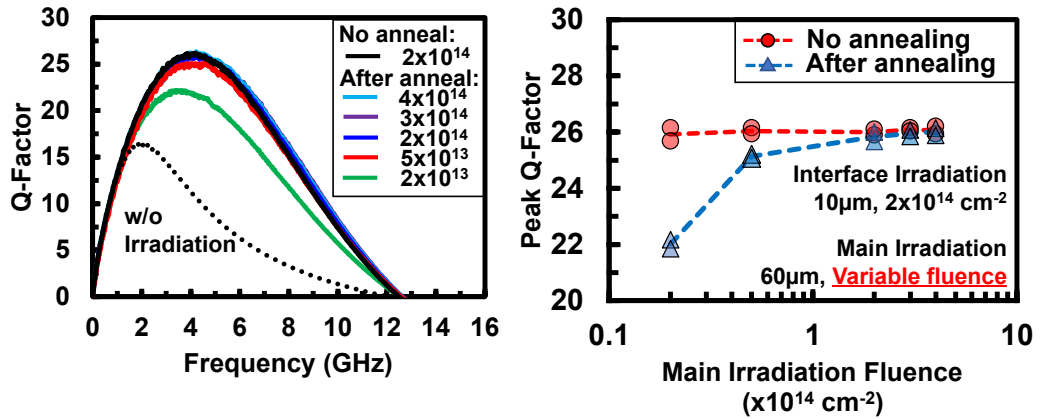 30
25
20
15
10
5
0
Q-Factor
No anneal:
2x10¹⁴
After anneal:
4x10¹⁴
3x10¹⁴
2x10¹⁴
5x10¹³
2x10¹³
w/o
Irradiation
0 2 4 6 8 10 12 14 16
Frequency (GHz)
30
28
26
24
22
20
Peak Q-Factor
No annealing
After annealing
Interface Irradiation
10µm, 2x10¹⁴ cm⁻²
Main Irradiation
60µm, Variable fluence
0.1 1 10
Main Irradiation Fluence
(x10¹⁴ cm⁻²)